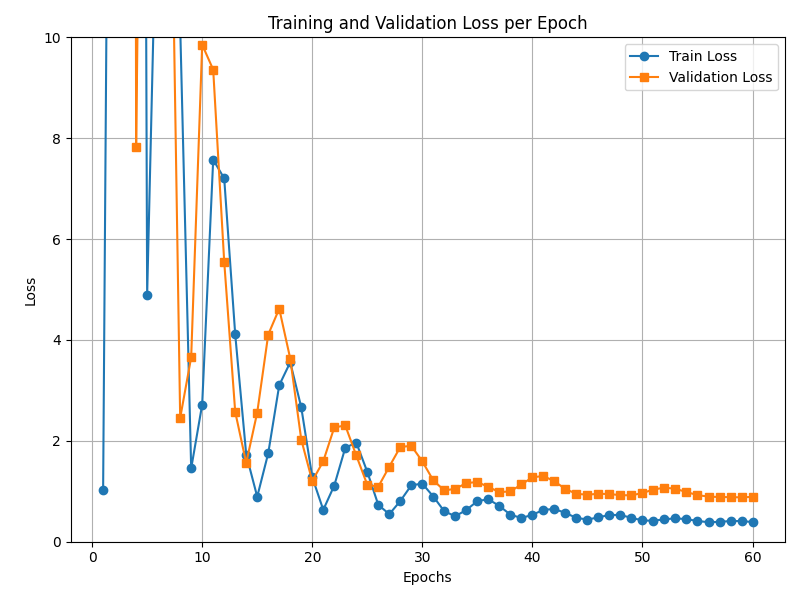 Training and Validation Loss per Epoch
Train Loss
Validation Loss
10
8
6
4
2
0
Loss
0 10 20 30 40 50 60
Epochs